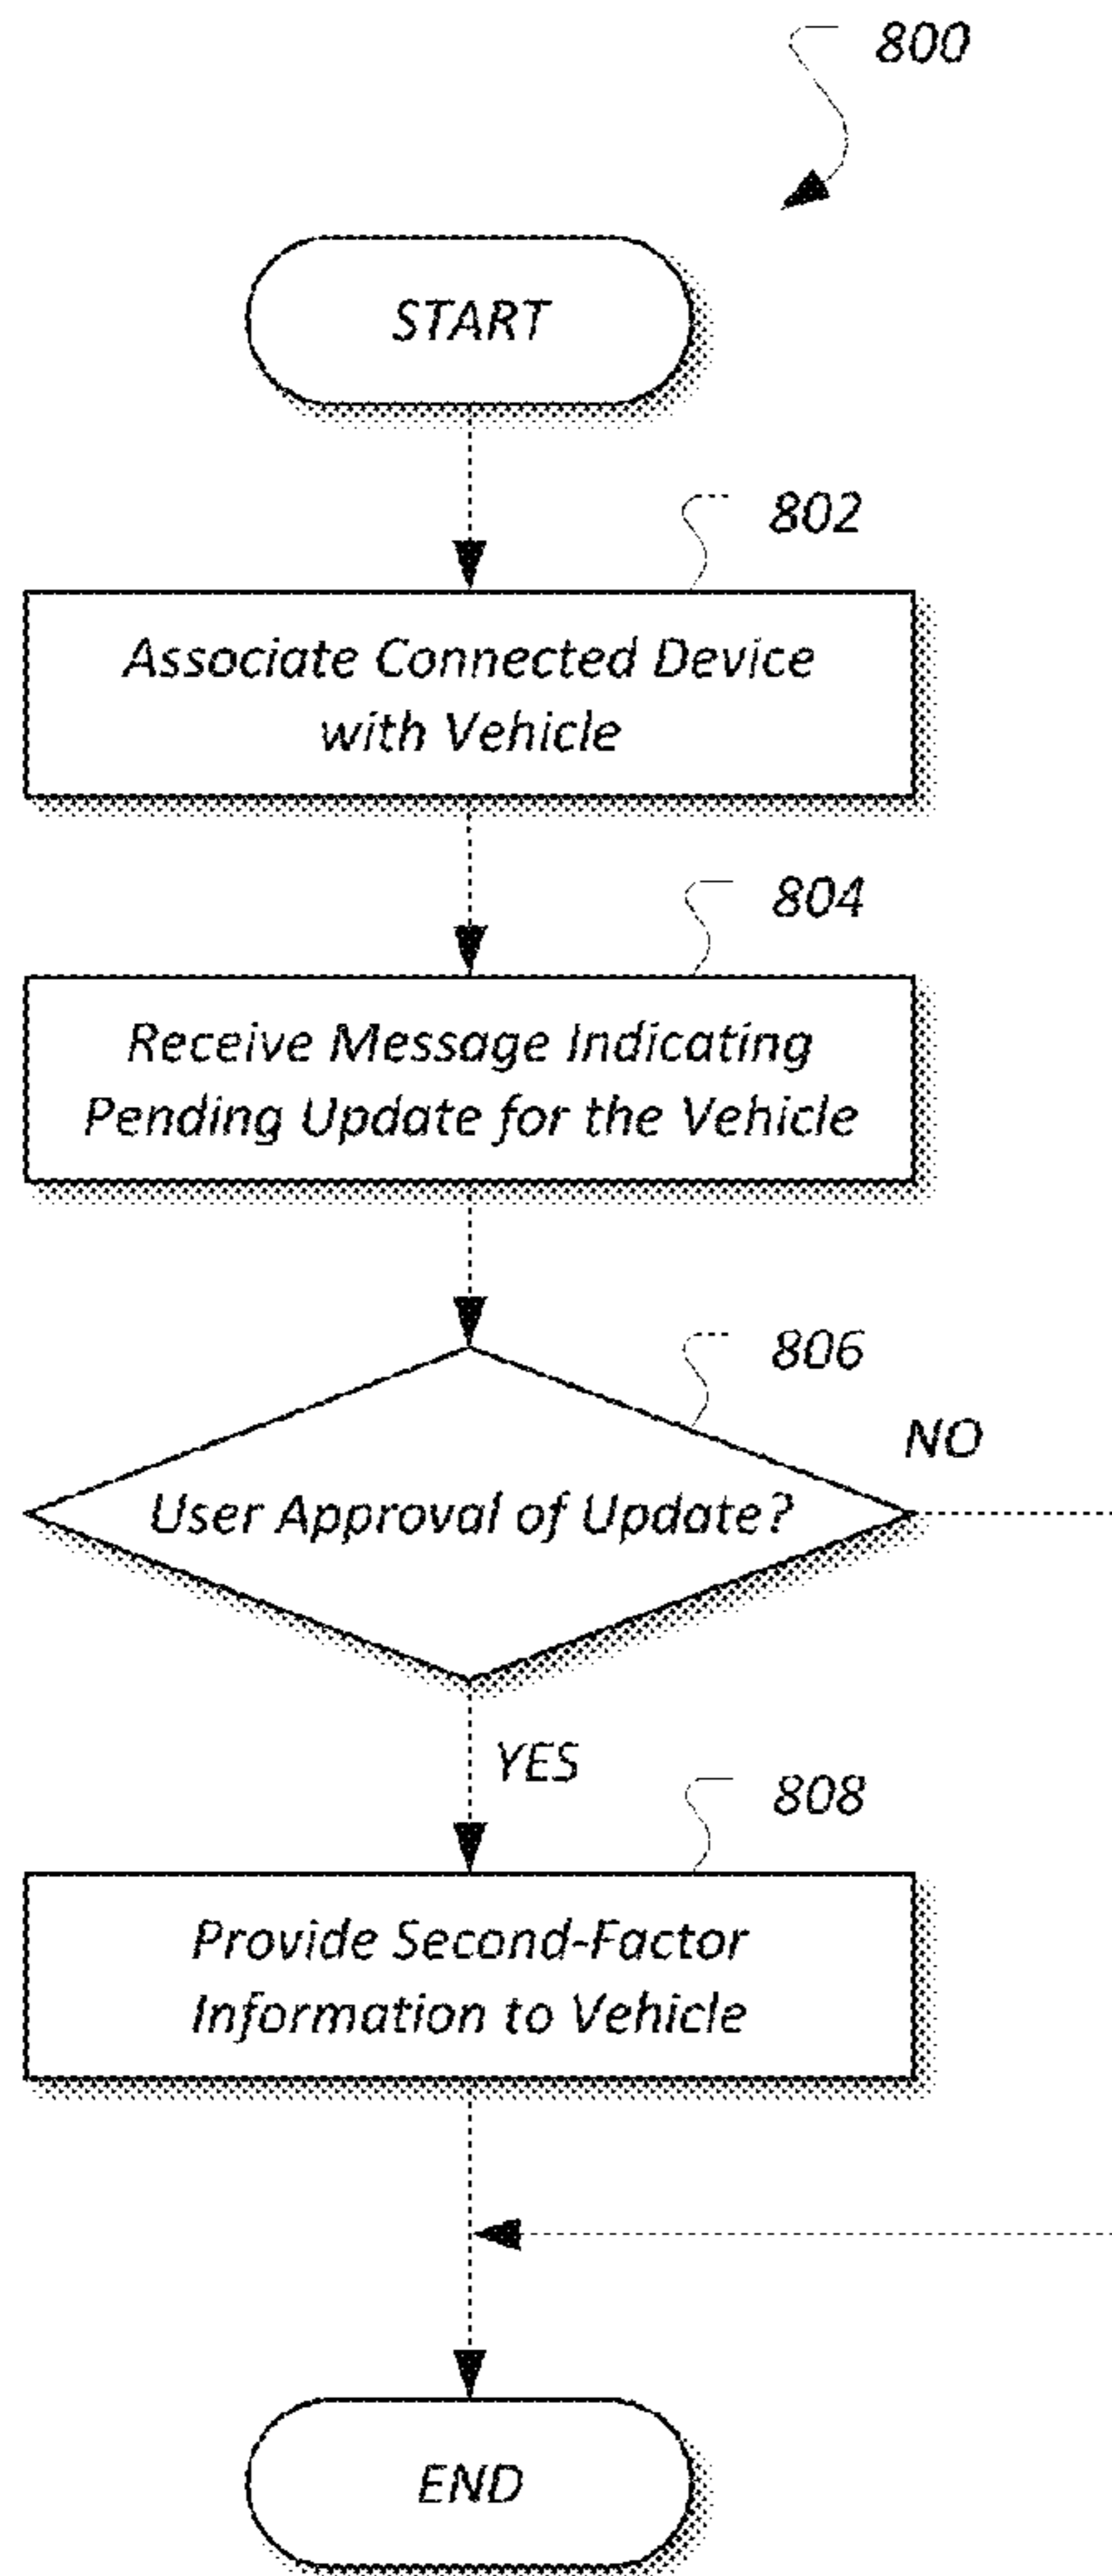 800
START
802
Associate Connected Device
with Vehicle
804
Receive Message Indicating
Pending Update for the Vehicle
806
NO
User Approval of Update?
YES
808
Provide Second-Factor
Information to Vehicle
END